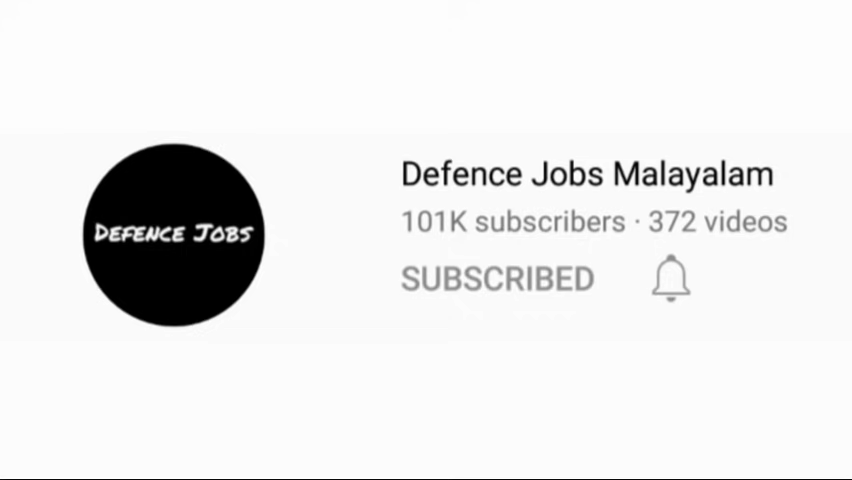 DEFENCE JOBS
Defence Jobs Malayalam
101K subscribers · 372 videos
SUBSCRIBED